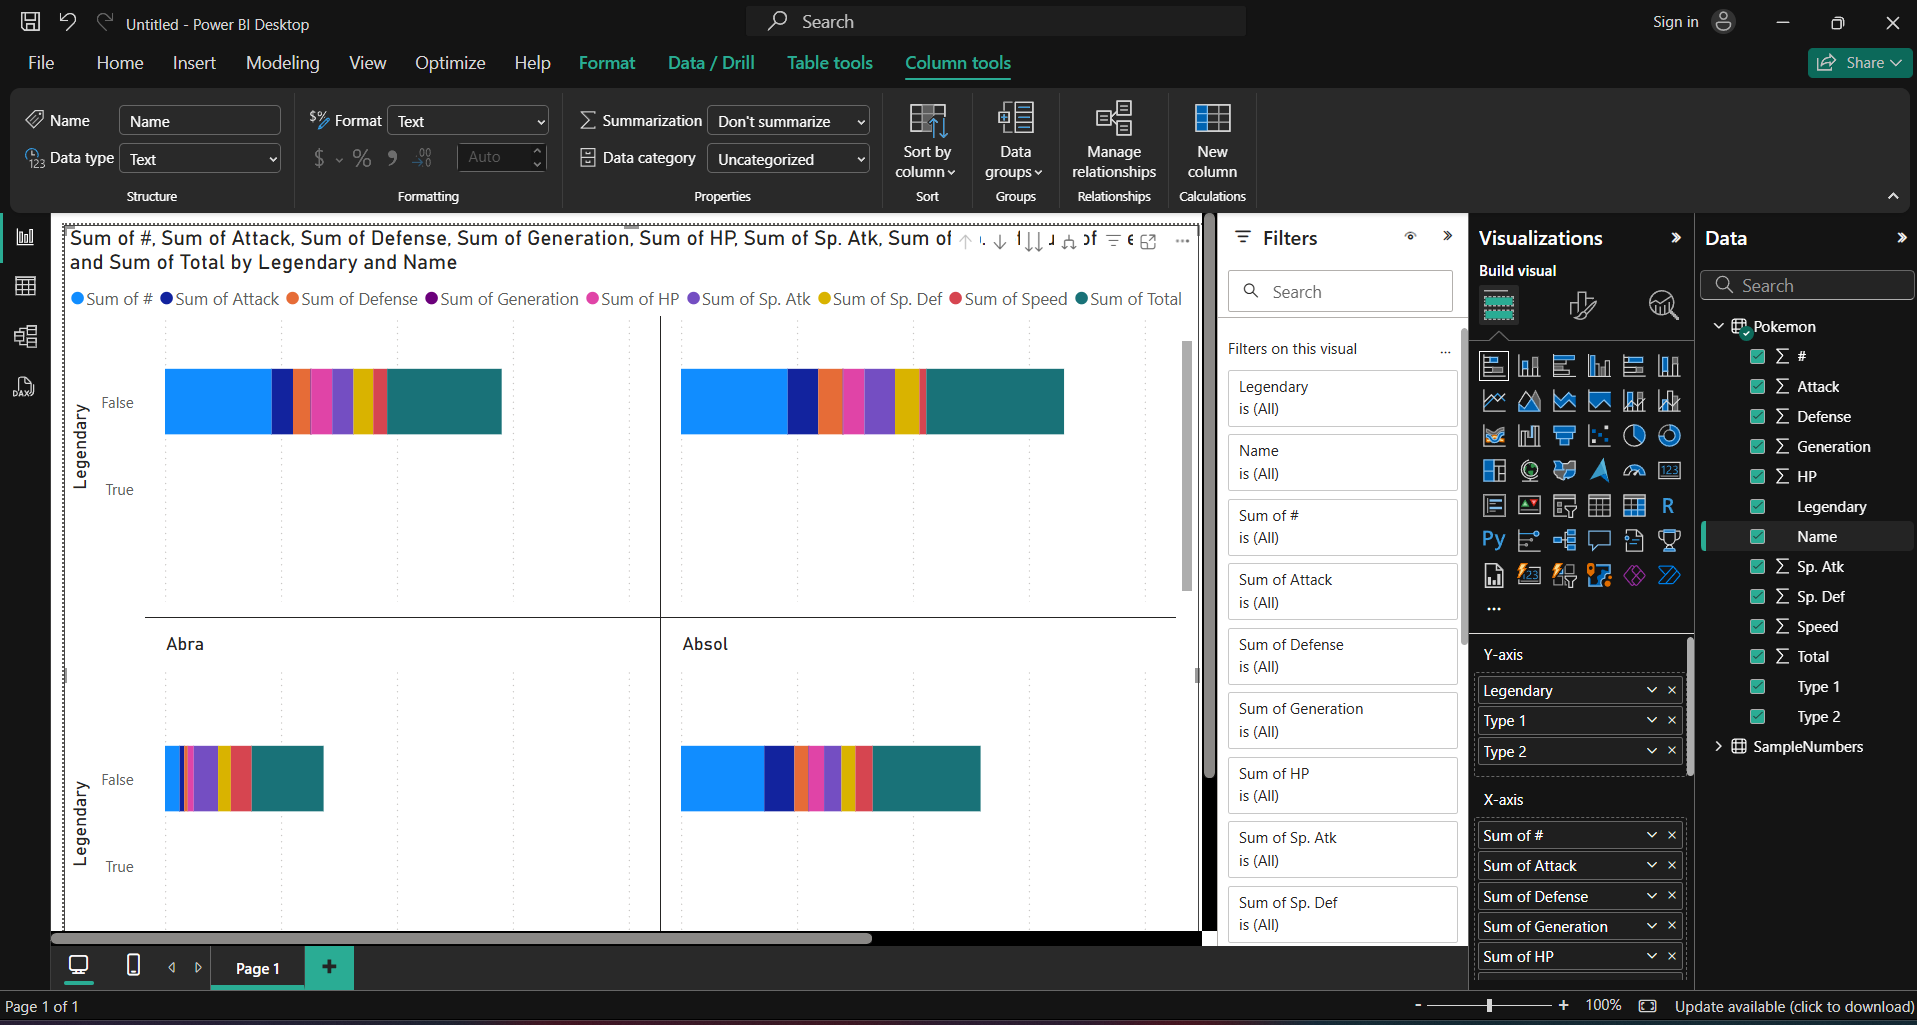 Untitled - Power BI Desktop
Search
Sign in
File Home Insert Modeling View Optimize Help Format Data / Drill Table tools Column tools
Share
Name Name
Data type Text
Structure
$% Format Text
$ % 9 .00 Auto
Formatting
Summarization Don't summarize
Data category Uncategorized
Properties
Sort by
column
Sort
Data
groups
Groups
Manage
relationships
Relationships
New
column
Calculations
Sum of #, Sum of Attack, Sum of Defense, Sum of Generation, Sum of HP, Sum of Sp. Atk, Sum of
and Sum of Total by Legendary and Name
Sum of # Sum of Attack Sum of Defense Sum of Generation Sum of HP Sum of Sp. Atk Sum of Sp. Def Sum of Speed Sum of Total
Legendary
False
True
Abra
Absol
Legendary
False
True
Filters
Search
Filters on this visual
...
Legendary
is (All)
Name
is (All)
Sum of #
is (All)
Sum of Attack
is (All)
Sum of Defense
is (All)
Sum of Generation
is (All)
Sum of HP
is (All)
Sum of Sp. Atk
is (All)
Sum of Sp. Def
is (All)
Visualizations
Build visual
123
R
Py
123
...
Y-axis
Legendary
Type 1
Type 2
X-axis
Sum of #
Sum of Attack
Sum of Defense
Sum of Generation
Sum of HP
Data
Search
Pokemon
#
Attack
Defense
Generation
HP
Legendary
Name
Sp. Atk
Sp. Def
Speed
Total
Type 1
Type 2
SampleNumbers
DAX
Page 1
+
Page 1 of 1
- + 100%
Update available (click to download)